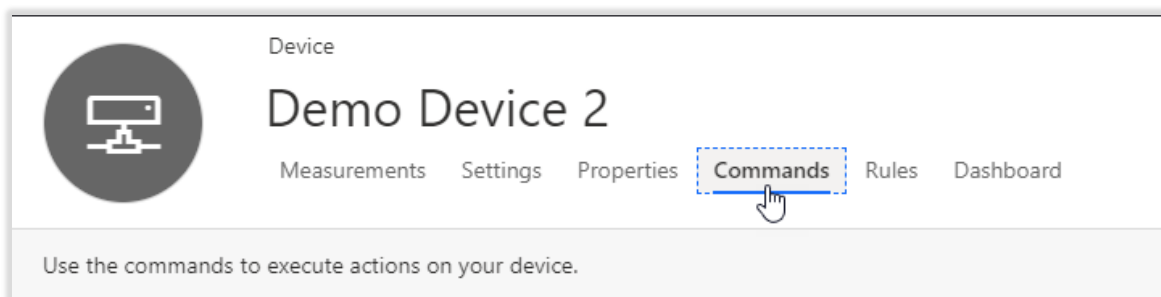 Device
Demo Device 2
Measurements Settings Properties Commands Rules Dashboard
Use the commands to execute actions on your device.